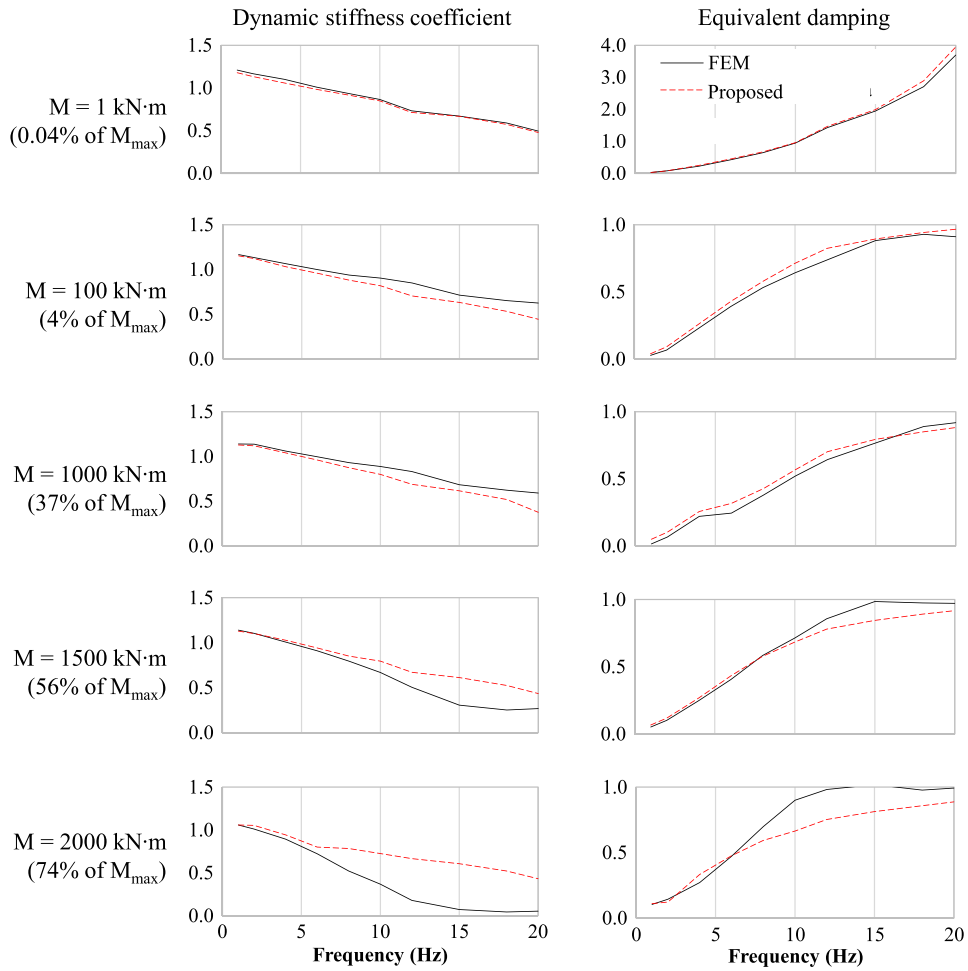 Dynamic stiffness coefficient
Equivalent damping
M = 1 kN·m
(0.04% of Mmax)
1.5
1.0
0.5
0.0
4.0
3.0
2.0
1.0
0.0
FEM
Proposed
M = 100 kN·m
(4% of Mmax)
1.5
1.0
0.5
0.0
1.0
0.5
0.0
M = 1000 kN·m
(37% of Mmax)
1.5
1.0
0.5
0.0
1.0
0.5
0.0
M = 1500 kN·m
(56% of Mmax)
1.5
1.0
0.5
0.0
1.0
0.5
0.0
M = 2000 kN·m
(74% of Mmax)
1.5
1.0
0.5
0.0
0 5 10 15 20
Frequency (Hz)
1.0
0.5
0.0
0 5 10 15 20
Frequency (Hz)